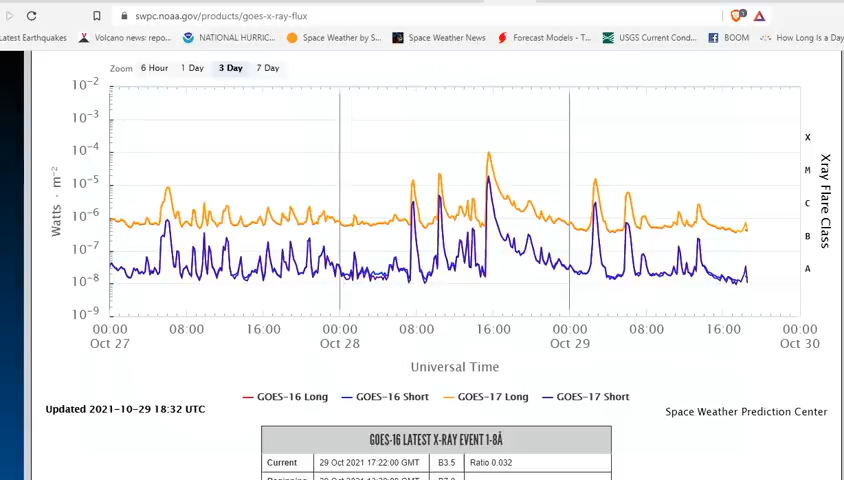 swpc.noaa.gov/products/goes-x-ray-flux
Latest Earthquakes Volcano news: repo... NATIONAL HURRIC... Space Weather by S... Space Weather News Forecast Models - T... USGS Current Cond... BOOM How Long Is a Day
Zoom 6 Hour 1 Day 3 Day 7 Day
10-2
10-3
10-4
10-5
10-6
10-7
10-8
10-9
Watts · m-2
X
M
C
B
A
Xray Flare Class
00:00 08:00 16:00 00:00 08:00 16:00 00:00 08:00 16:00 00:00
Oct 27 Oct 28 Oct 29 Oct 30
Universal Time
GOES-16 Long GOES-16 Short GOES-17 Long GOES-17 Short
Updated 2021-10-29 18:32 UTC
Space Weather Prediction Center
GOES-16 LATEST X-RAY EVENT 1-8Å
Current 29 Oct 2021 17:22:00 GMT B3.5 Ratio 0.032